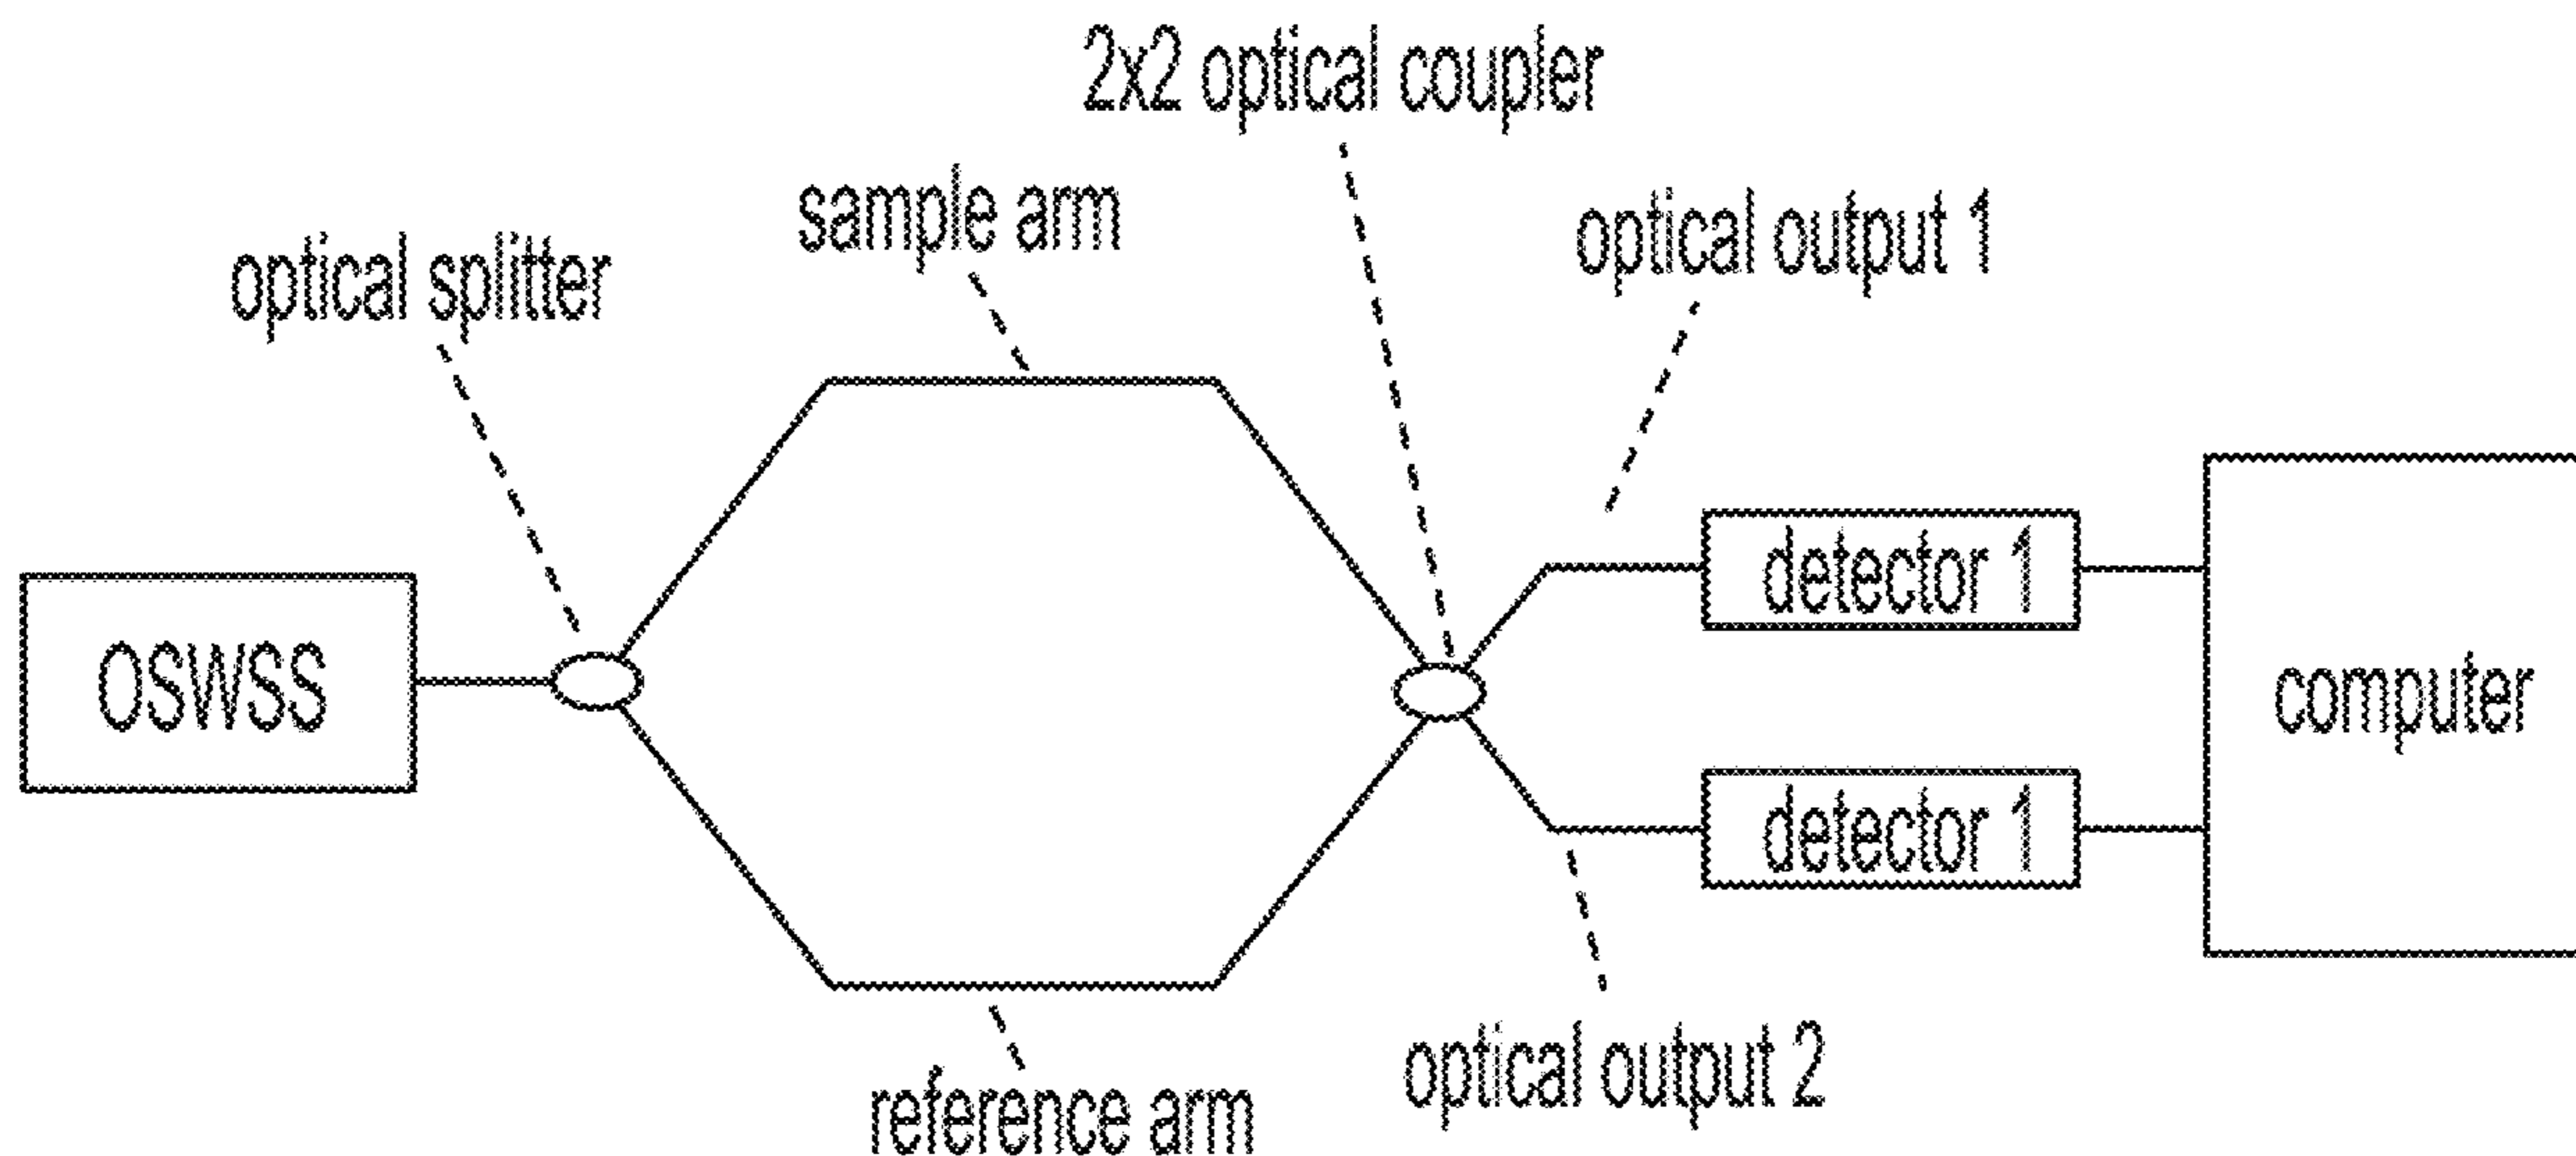 2x2 optical coupler
sample arm
optical output 1
optical splitter
detector 1
OSWSS
computer
detector 1
optical output 2
reference arm